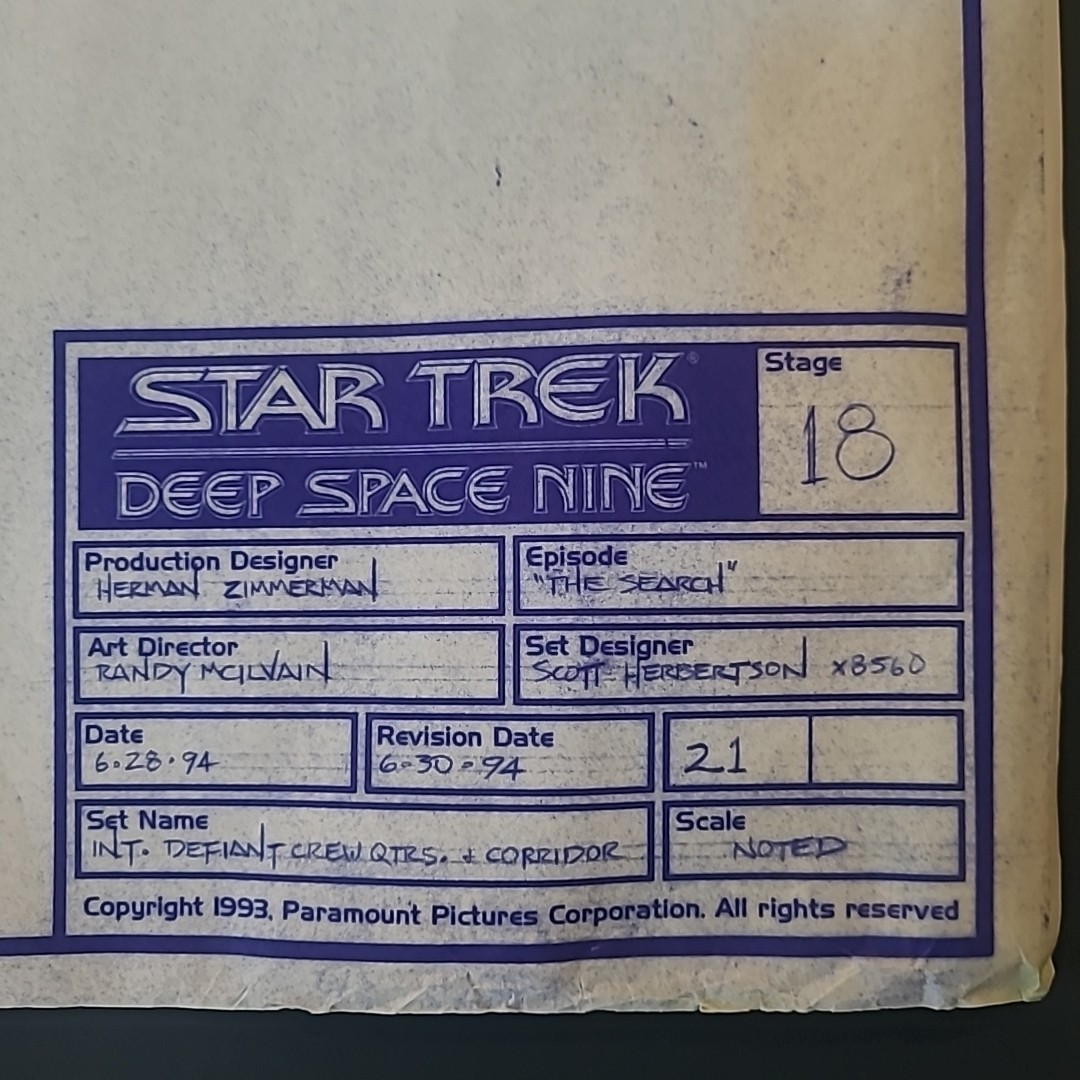 STAR TREK®
DEEP SPACE NINE™
Stage
18
Production Designer
HERMAN ZIMMERMAN
Episode
"THE SEARCH"
Art Director
RANDY MCILVAIN
Set Designer
SCOTT HERBERTSON x8560
Date
6·28·94
Revision Date
6-30-94
21
Set Name
INT. DEFIANT CREW QTRS. & CORRIDOR
Scale
NOTED
Copyright 1993, Paramount Pictures Corporation. All rights reserved